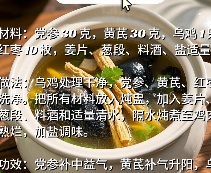 材料：党参30克，黄芪30克，乌鸡1
红枣10枚，姜片、葱段、料酒、盐适量
做法：乌鸡处理干净，党参、黄芪、红
洗净。把所有材料放入炖盅，加入姜片、
葱段、料酒和适量清水，隔水炖煮至鸡
熟烂，加盐调味。
功效：党参补中益气，黄芪补气升阳，乌